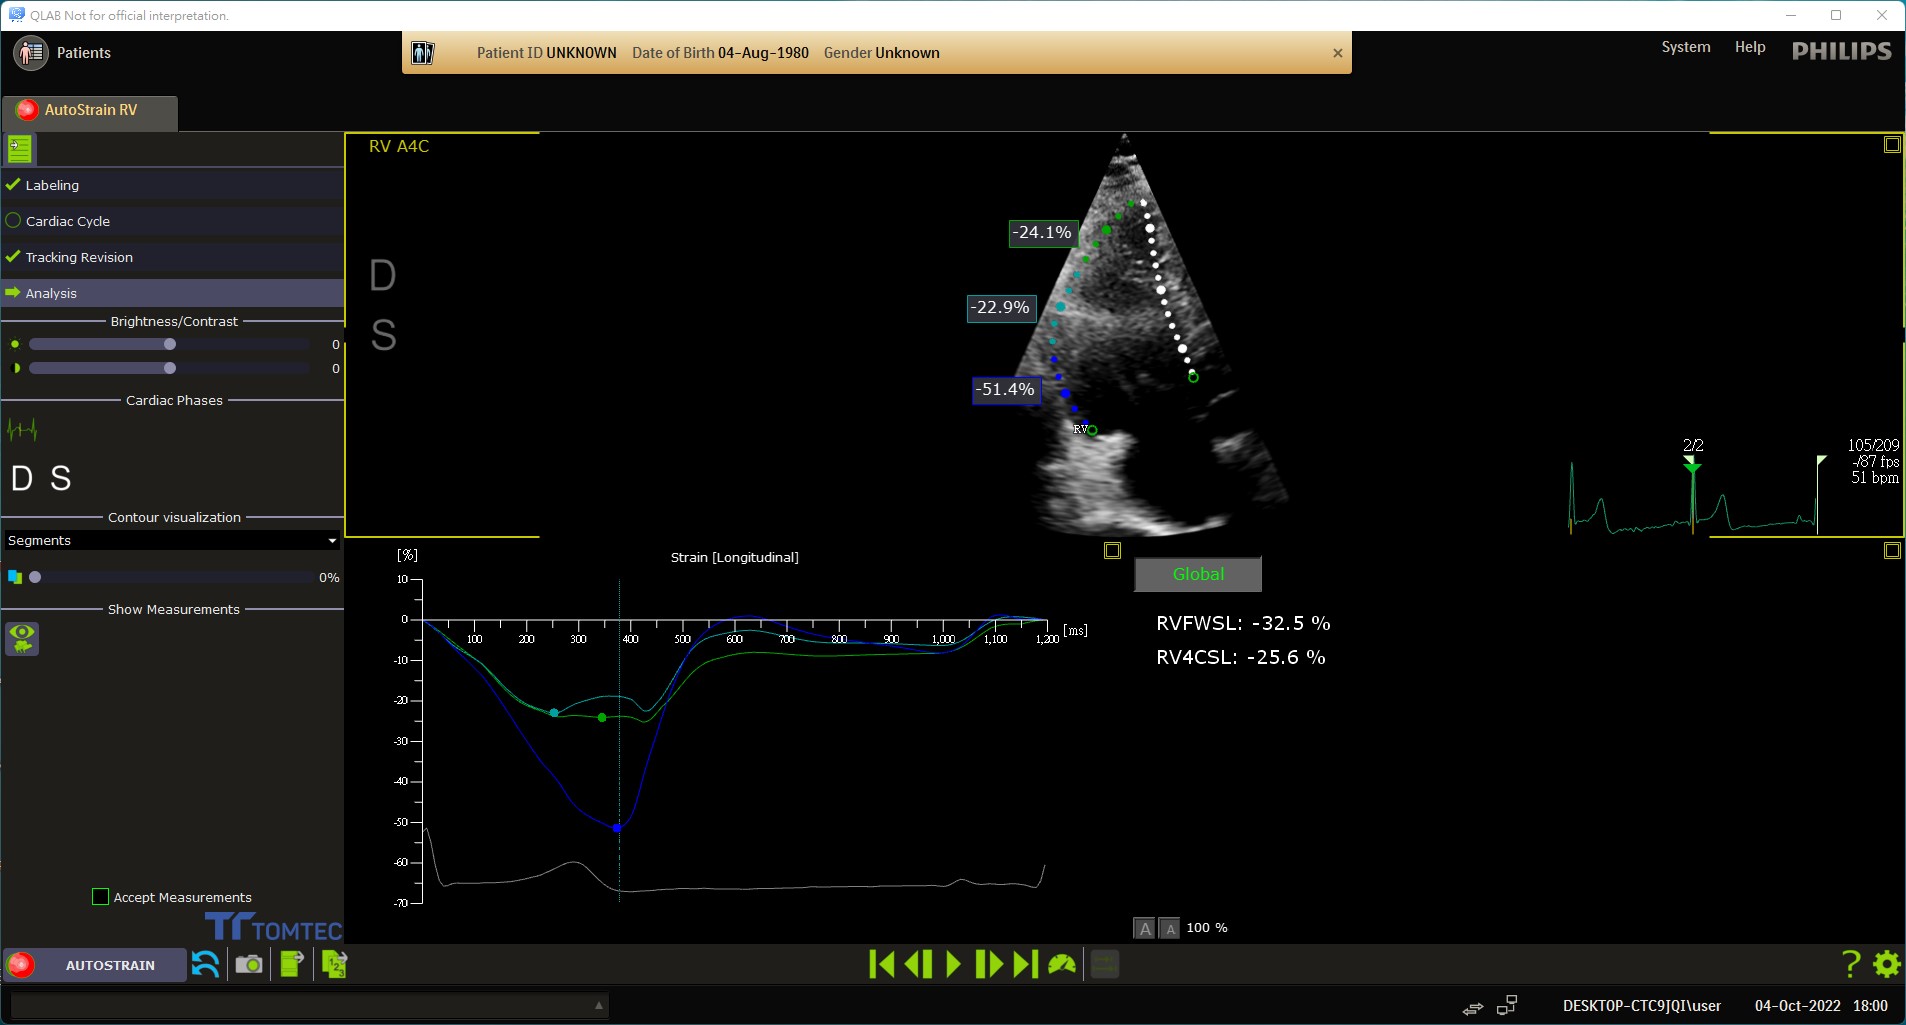 QLAB Not for official interpretation.
Patients
Patient ID UNKNOWN Date of Birth 04-Aug-1980 Gender Unknown
System Help PHILIPS
AutoStrain RV
Labeling
Cardiac Cycle
Tracking Revision
Analysis
Brightness/Contrast
0
0
Cardiac Phases
D S
Contour visualization
Segments
0%
Show Measurements
Accept Measurements
TOMTEC
RV A4C
D
S
-24.1%
-22.9%
-51.4%
RV
2/2
105/209
-/87 fps
51 bpm
[%]
Strain [Longitudinal]
10
0
-10
-20
-30
-40
-50
-60
-70
100 200 300 400 500 600 700 800 900 1,000 1,100 1,200 [ms]
Global
RVFWSL: -32.5 %
RV4CSL: -25.6 %
A A 100 %
AUTOSTRAIN
123
?
DESKTOP-CTC9JQI\user 04-Oct-2022 18:00